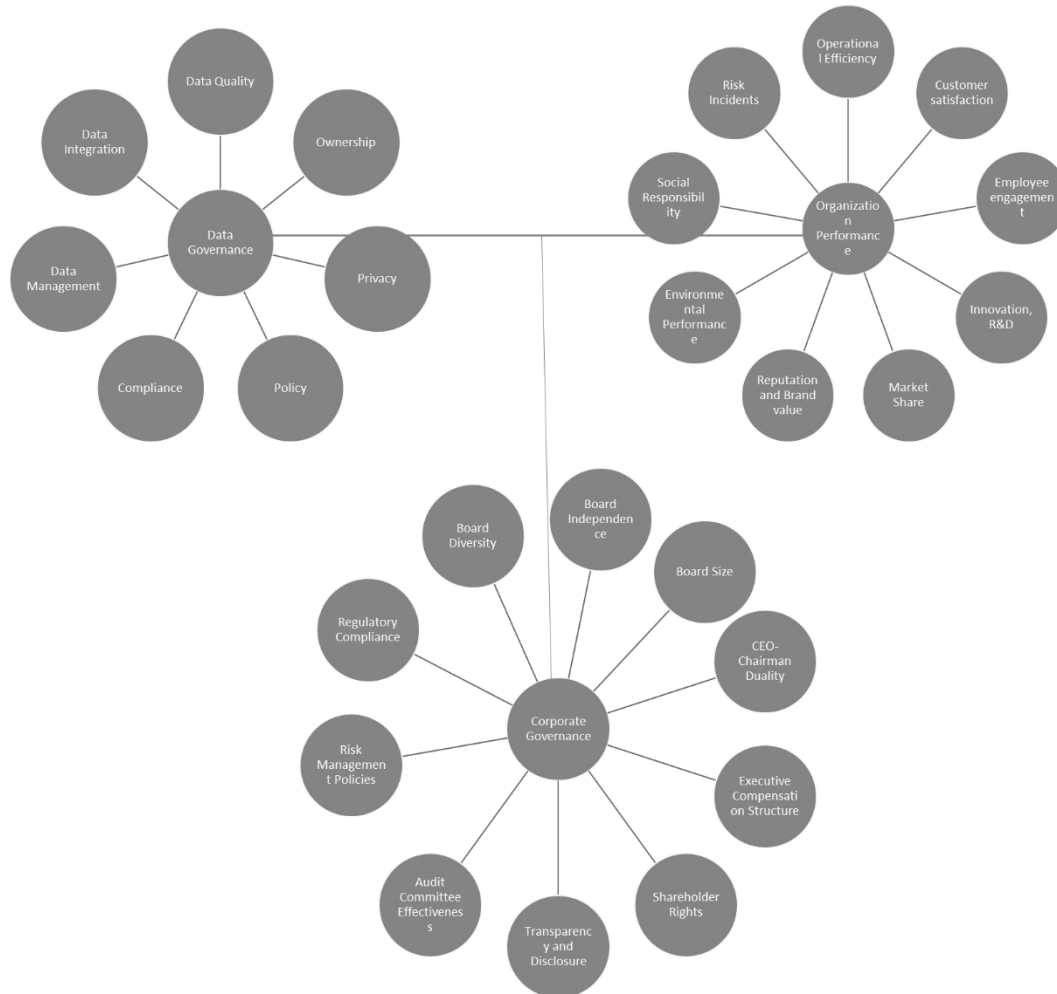 Data Quality
Data
Integration
Ownership
Data
Governance
Data
Management
Privacy
Compliance
Policy
Operationa
l Efficiency
Risk
Incidents
Customer
satisfaction
Social
Responsibil
ity
Employee
engagemen
t
Organizatio
n
Performanc
e
Environme
ntal
Performanc
e
Innovation,
R&D
Reputation
and Brand
value
Market
Share
Board
Diversity
Board
Independen
ce
Board Size
Regulatory
Compliance
CEO-
Chairman
Duality
Corporate
Governance
Risk
Managemen
t Policies
Executive
Compensati
on Structure
Audit
Committee
Effectivenes
s
Transparenc
y and
Disclosure
Shareholder
Rights